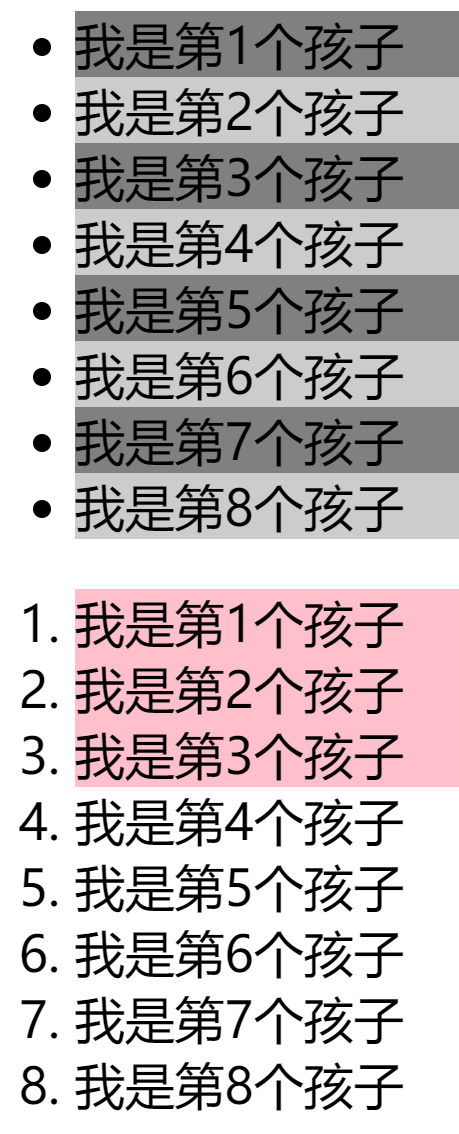 我是第1个孩子
我是第2个孩子
我是第3个孩子
我是第4个孩子
我是第5个孩子
我是第6个孩子
我是第7个孩子
我是第8个孩子
1. 我是第1个孩子
2. 我是第2个孩子
3. 我是第3个孩子
4. 我是第4个孩子
5. 我是第5个孩子
6. 我是第6个孩子
7. 我是第7个孩子
8. 我是第8个孩子